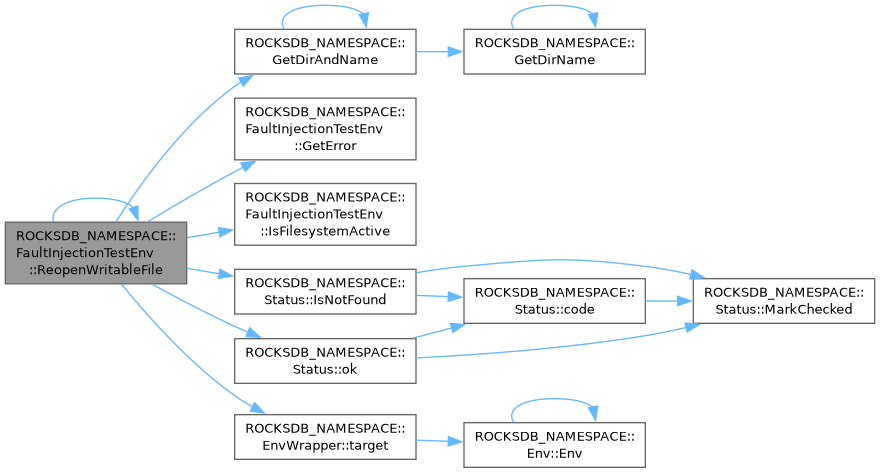 ROCKSDB_NAMESPACE::
GetDirAndName
ROCKSDB_NAMESPACE::
GetDirName
ROCKSDB_NAMESPACE::
FaultInjectionTestEnv
::GetError
ROCKSDB_NAMESPACE::
FaultInjectionTestEnv
::IsFilesystemActive
ROCKSDB_NAMESPACE::
FaultInjectionTestEnv
::ReopenWritableFile
ROCKSDB_NAMESPACE::
Status::IsNotFound
ROCKSDB_NAMESPACE::
Status::code
ROCKSDB_NAMESPACE::
Status::MarkChecked
ROCKSDB_NAMESPACE::
Status::ok
ROCKSDB_NAMESPACE::
EnvWrapper::target
ROCKSDB_NAMESPACE::
Env::Env